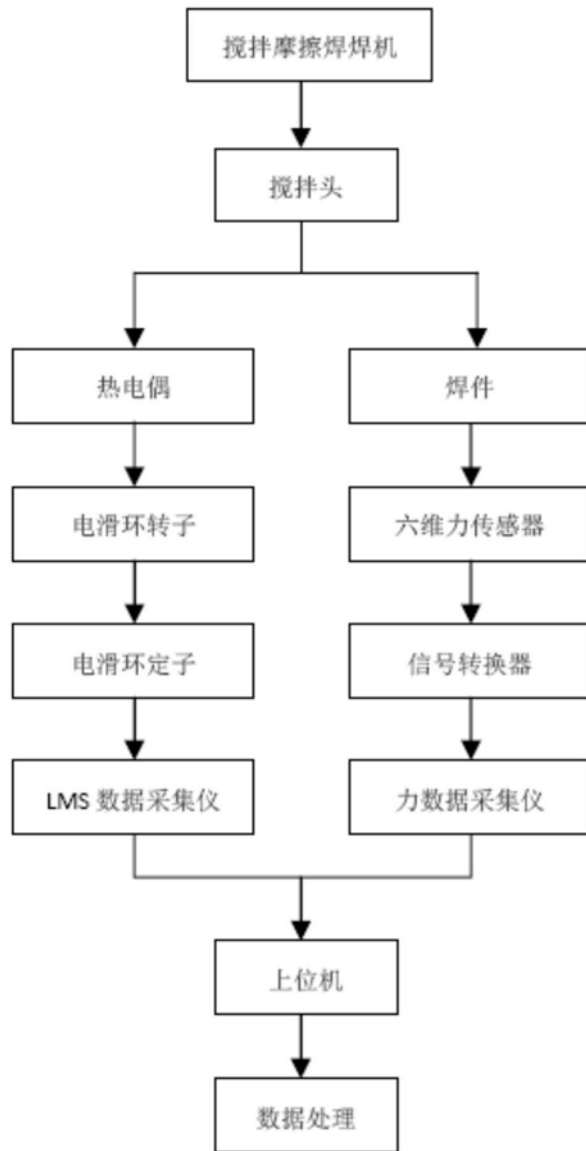 搅拌摩擦焊焊机
搅拌头
热电偶
焊件
电滑环转子
六维力传感器
电滑环定子
信号转换器
LMS 数据采集仪
力数据采集仪
上位机
数据处理